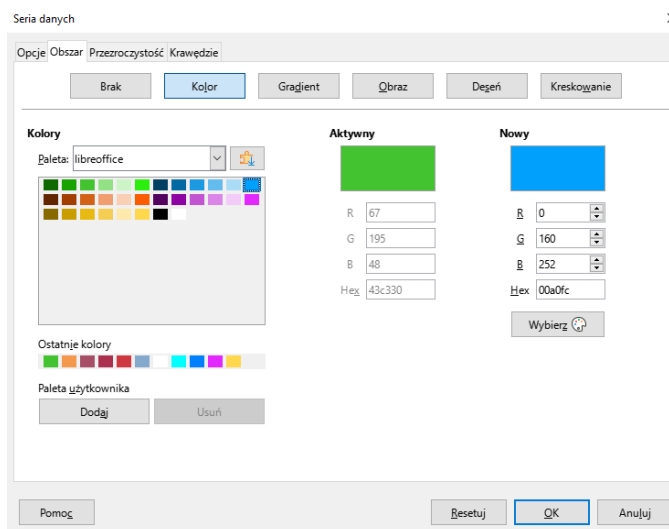 Seria danych
Opcje Obszar Przezroczystość Krawędzie
Brak Kolor Gradient Obraz Deseń Kreskowanie
Kolory
Paleta: libreoffice
Ostatnie kolory
Paleta użytkownika
Dodaj Usuń
Aktywny
R 67
G 195
B 48
Hex 43c330
Nowy
R 0
G 160
B 252
Hex 00a0fc
Wybierz
Pomoc Resetuj OK Anuluj